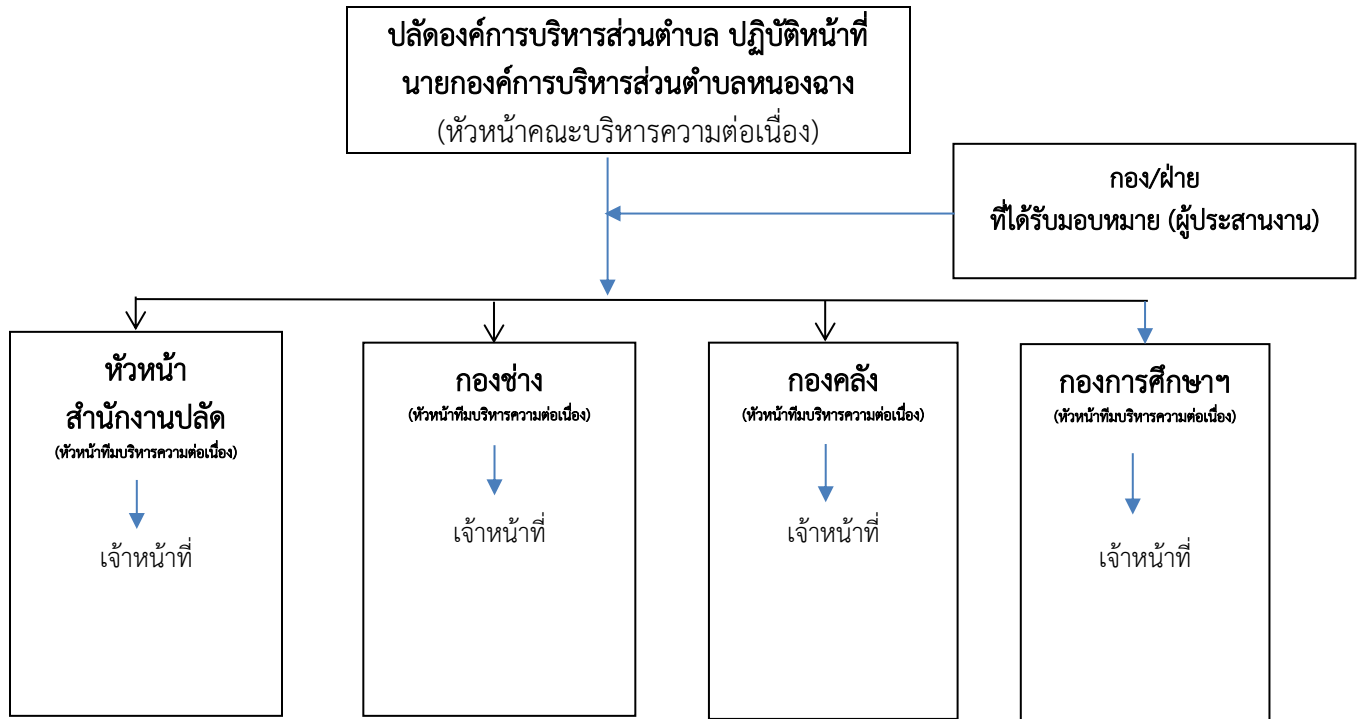 ปลัดองค์การบริหารส่วนตำบล ปฏิบัติหน้าที่
นายกองค์การบริหารส่วนตำบลหนองฉาง
(หัวหน้าคณะบริหารความต่อเนื่อง)
กอง/ฝ่าย
ที่ได้รับมอบหมาย (ผู้ประสานงาน)
หัวหน้า
สำนักงานปลัด
(หัวหน้าทีมบริหารความต่อเนื่อง)
เจ้าหน้าที่
กองช่าง
(หัวหน้าทีมบริหารความต่อเนื่อง)
เจ้าหน้าที่
กองคลัง
(หัวหน้าทีมบริหารความต่อเนื่อง)
เจ้าหน้าที่
กองการศึกษาฯ
(หัวหน้าทีมบริหารความต่อเนื่อง)
เจ้าหน้าที่